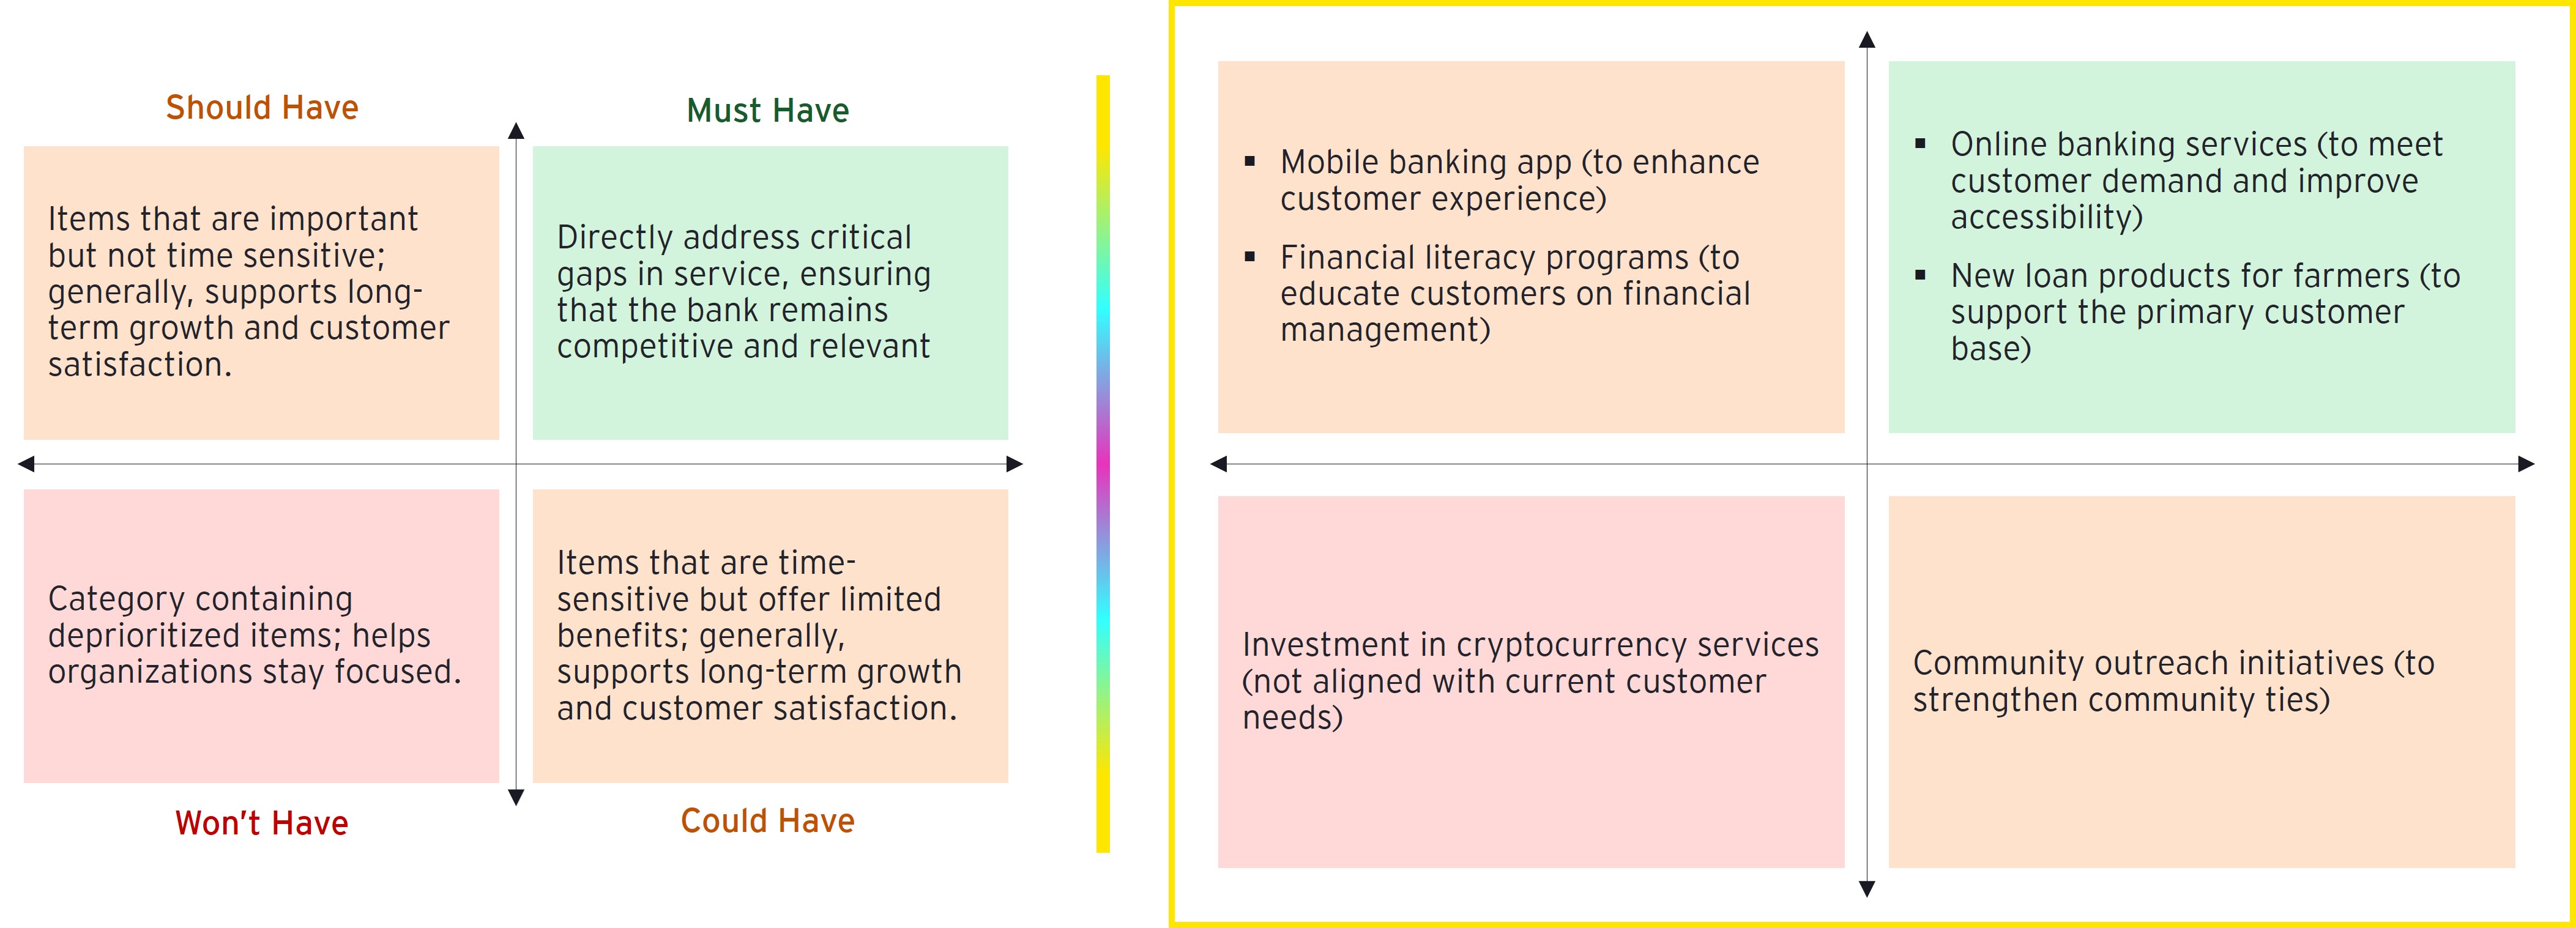 Should Have
Must Have
Items that are important
but not time sensitive;
generally, supports long-
term growth and customer
satisfaction.
Directly address critical
gaps in service, ensuring
that the bank remains
competitive and relevant
Category containing
deprioritized items; helps
organizations stay focused.
Items that are time-
sensitive but offer limited
benefits; generally,
supports long-term growth
and customer satisfaction.
Won't Have
Could Have
▪ Mobile banking app (to enhance
customer experience)
▪ Financial literacy programs (to
educate customers on financial
management)
▪ Online banking services (to meet
customer demand and improve
accessibility)
▪ New loan products for farmers (to
support the primary customer
base)
Investment in cryptocurrency services
(not aligned with current customer
needs)
Community outreach initiatives (to
strengthen community ties)